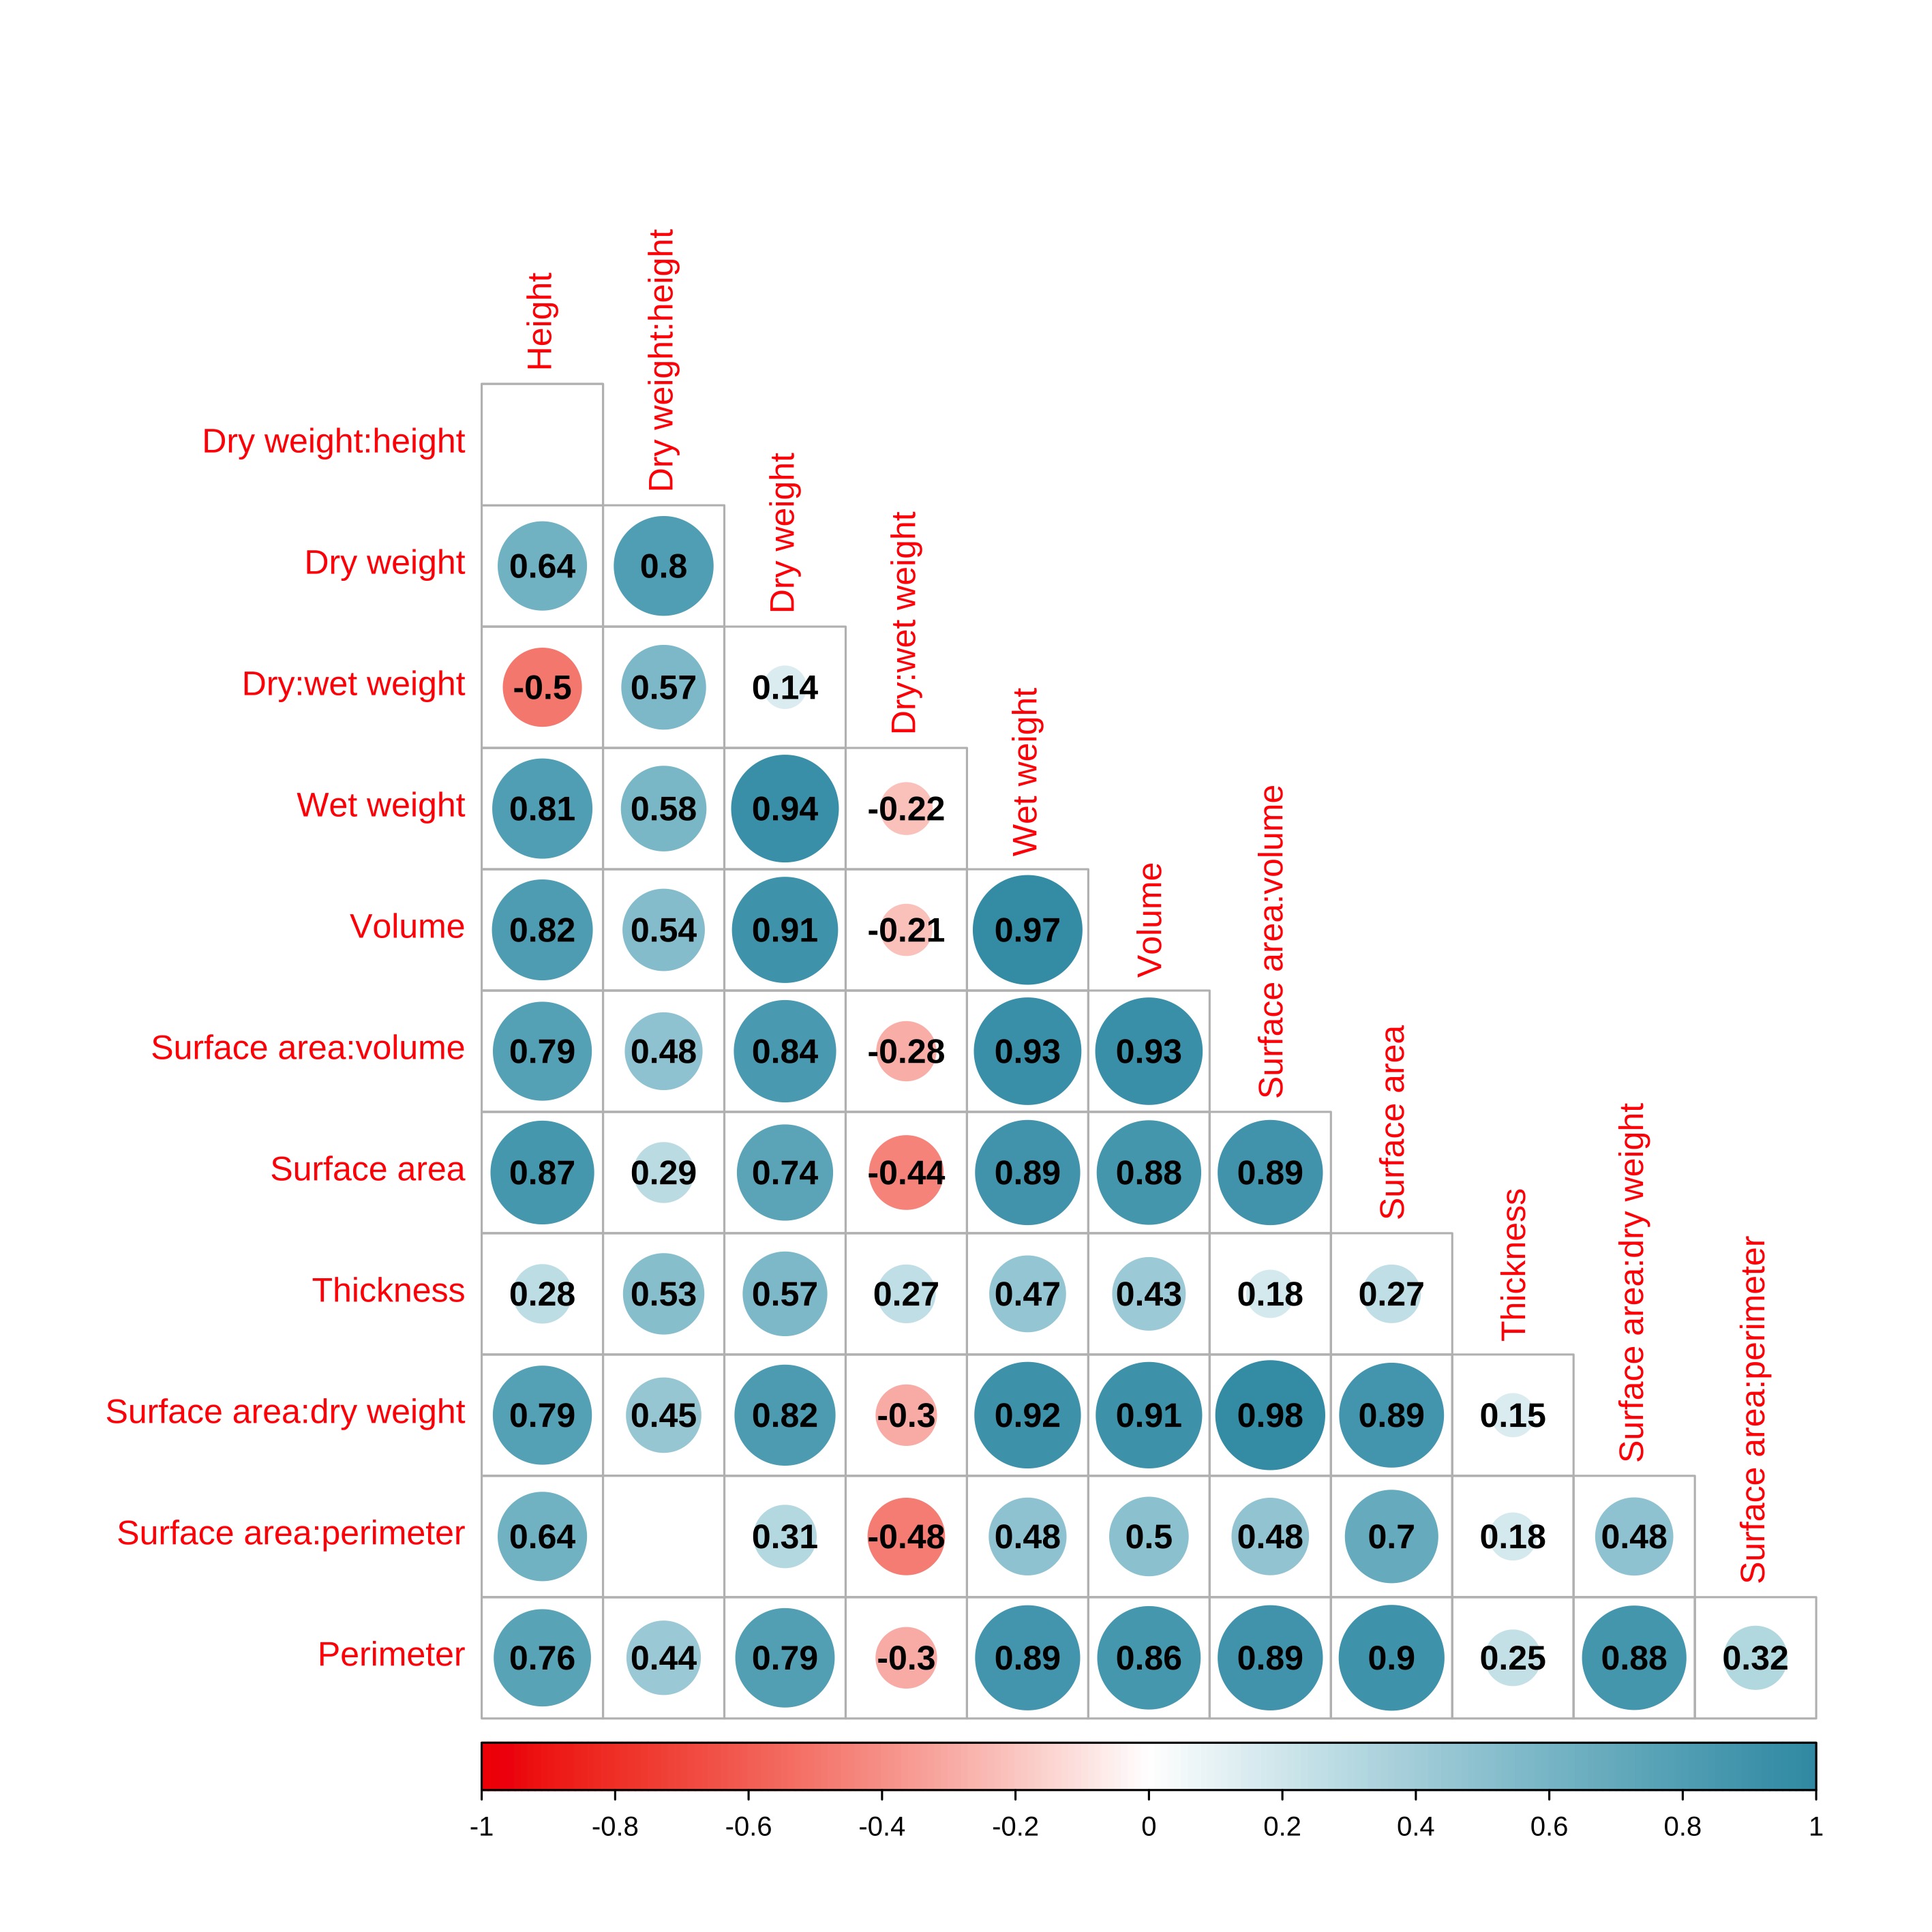 Height
Dry weight:height
Dry weight
Dry:wet weight
Wet weight
Volume
Surface area:volume
Surface area
Thickness
Surface area:dry weight
Surface area:perimeter
Dry weight:height
Dry weight 0.64 0.8
Dry:wet weight -0.5 0.57 0.14
Wet weight 0.81 0.58 0.94 -0.22
Volume 0.82 0.54 0.91 -0.21 0.97
Surface area:volume 0.79 0.48 0.84 -0.28 0.93 0.93
Surface area 0.87 0.29 0.74 -0.44 0.89 0.88 0.89
Thickness 0.28 0.53 0.57 0.27 0.47 0.43 0.18 0.27
Surface area:dry weight 0.79 0.45 0.82 -0.3 0.92 0.91 0.98 0.89 0.15
Surface area:perimeter 0.64 0.31 -0.48 0.48 0.5 0.48 0.7 0.18 0.48
Perimeter 0.76 0.44 0.79 -0.3 0.89 0.86 0.89 0.9 0.25 0.88 0.32
-1 -0.8 -0.6 -0.4 -0.2 0 0.2 0.4 0.6 0.8 1